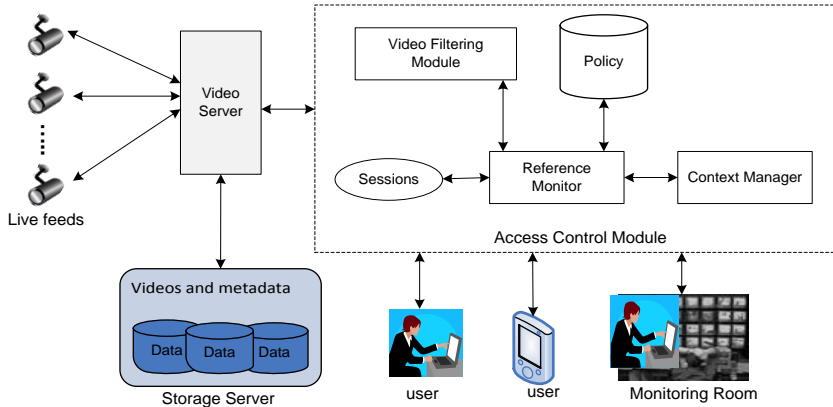 Video Filtering
Module
Policy
Video
Server
Sessions
Reference
Monitor
Context Manager
Live feeds
Access Control Module
Videos and metadata
Data
Data
Data
Storage Server
user
user
Monitoring Room